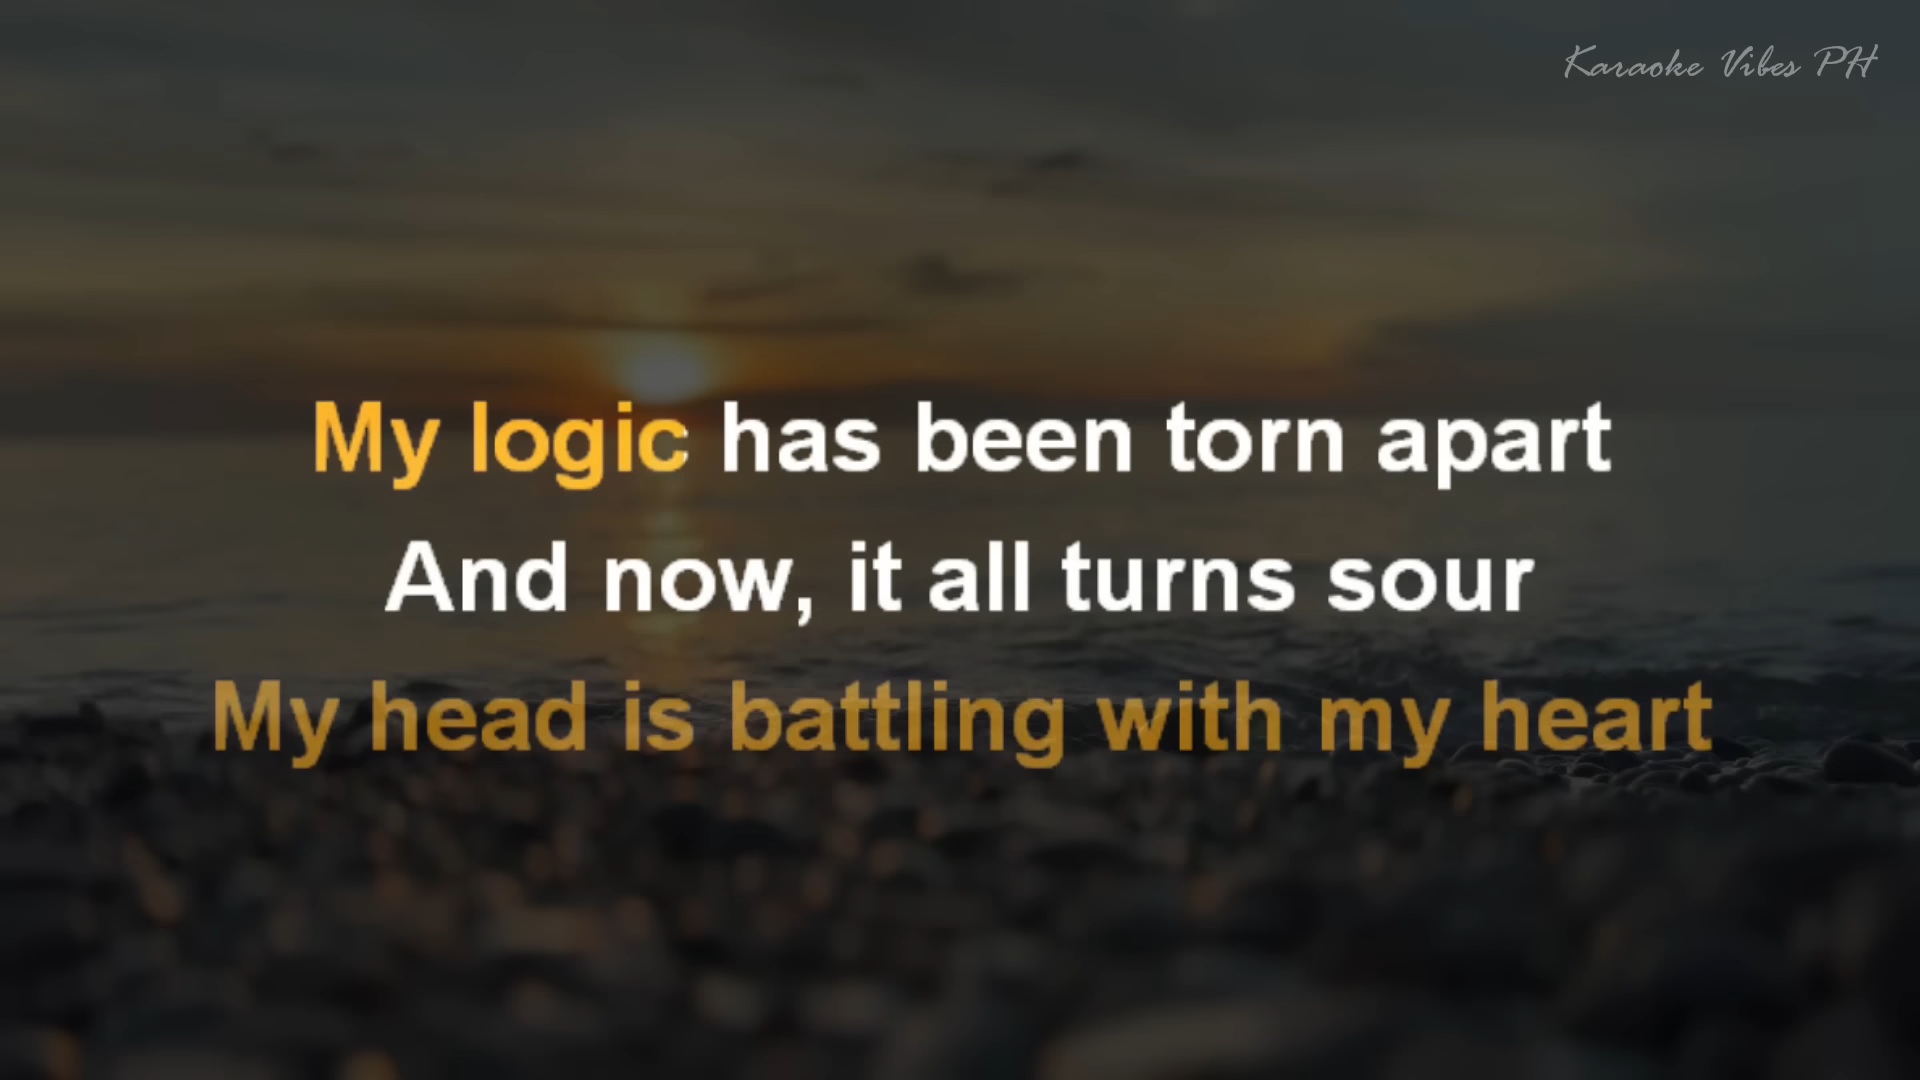 Karaoke Vibes PH
My logic has been torn apart
And now, it all turns sour
My head is battling with my heart